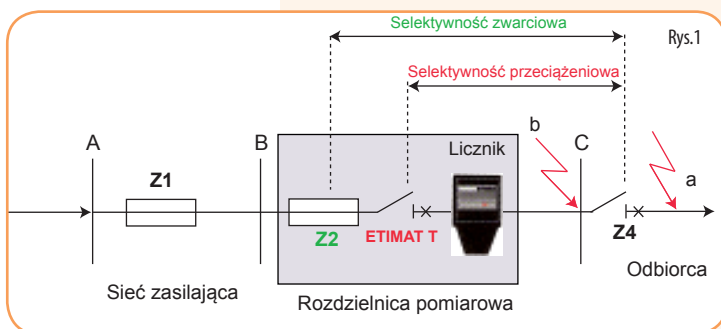 Selektywność zwarciowa
Rys.1
Selektywność przeciążeniowa
A
B
b
C
Licznik
a
Z1
Z2
ETIMAT T
Z4
Odbiorca
Sieć zasilająca
Rozdzielnica pomiarowa